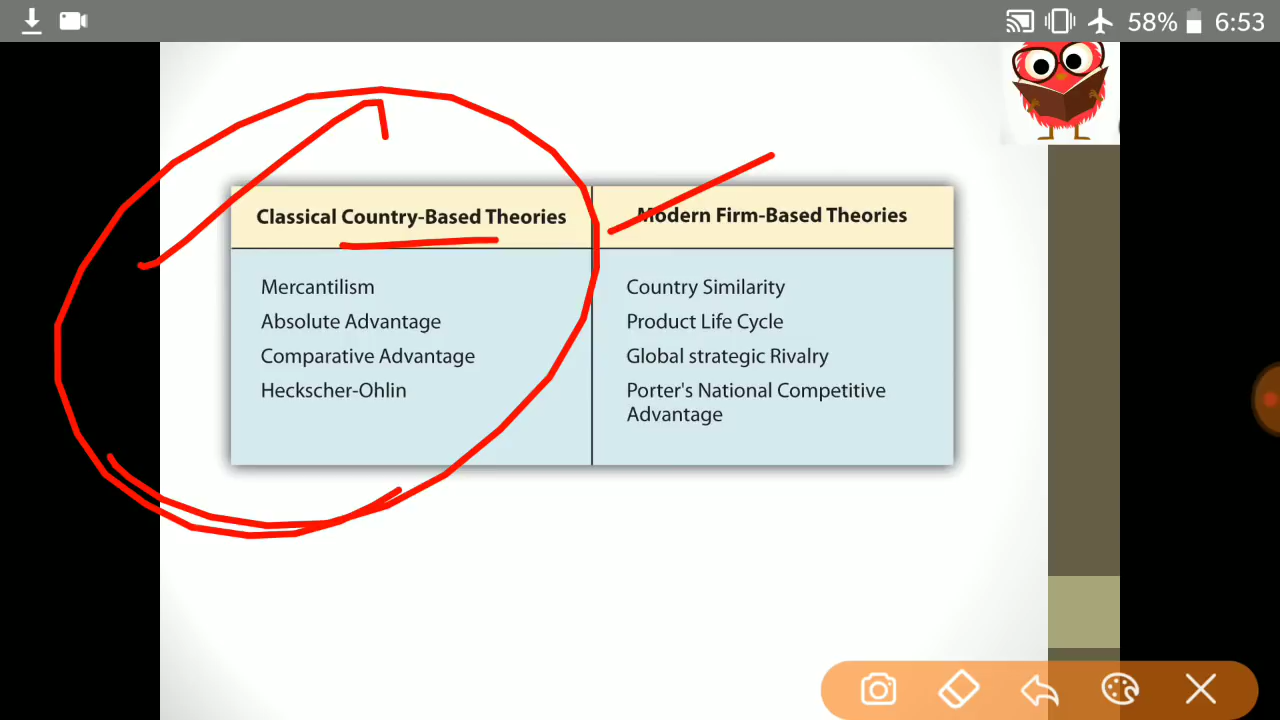 58% 6:53
Classical Country-Based Theories
Modern Firm-Based Theories
Mercantilism
Absolute Advantage
Comparative Advantage
Heckscher-Ohlin
Country Similarity
Product Life Cycle
Global strategic Rivalry
Porter's National Competitive
Advantage